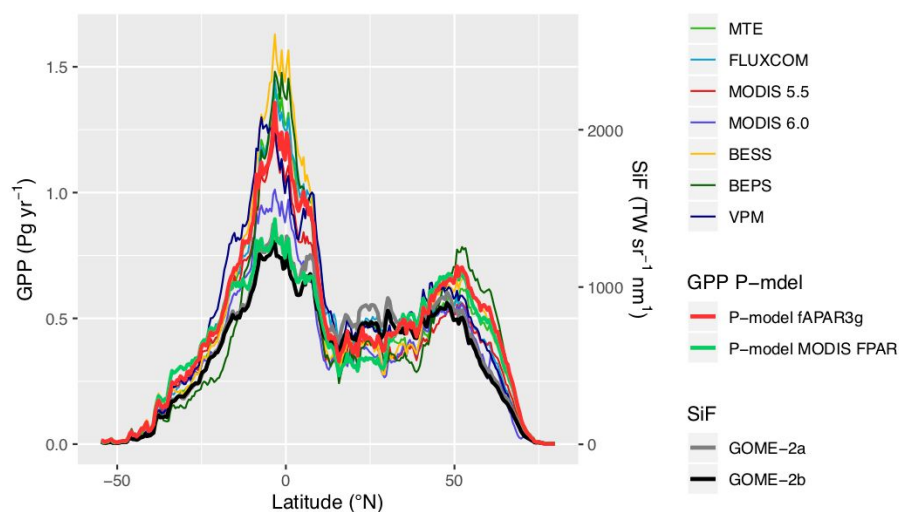 1.5
1.0
0.5
0.0
GPP (Pg yr−1)
−50
0
50
Latitude (°N)
2000
1000
0
SiF (TW sr−1 nm−1)
MTE
FLUXCOM
MODIS 5.5
MODIS 6.0
BESS
BEPS
VPM
GPP P−mdel
P−model fAPAR3g
P−model MODIS FPAR
SiF
GOME−2a
GOME−2b